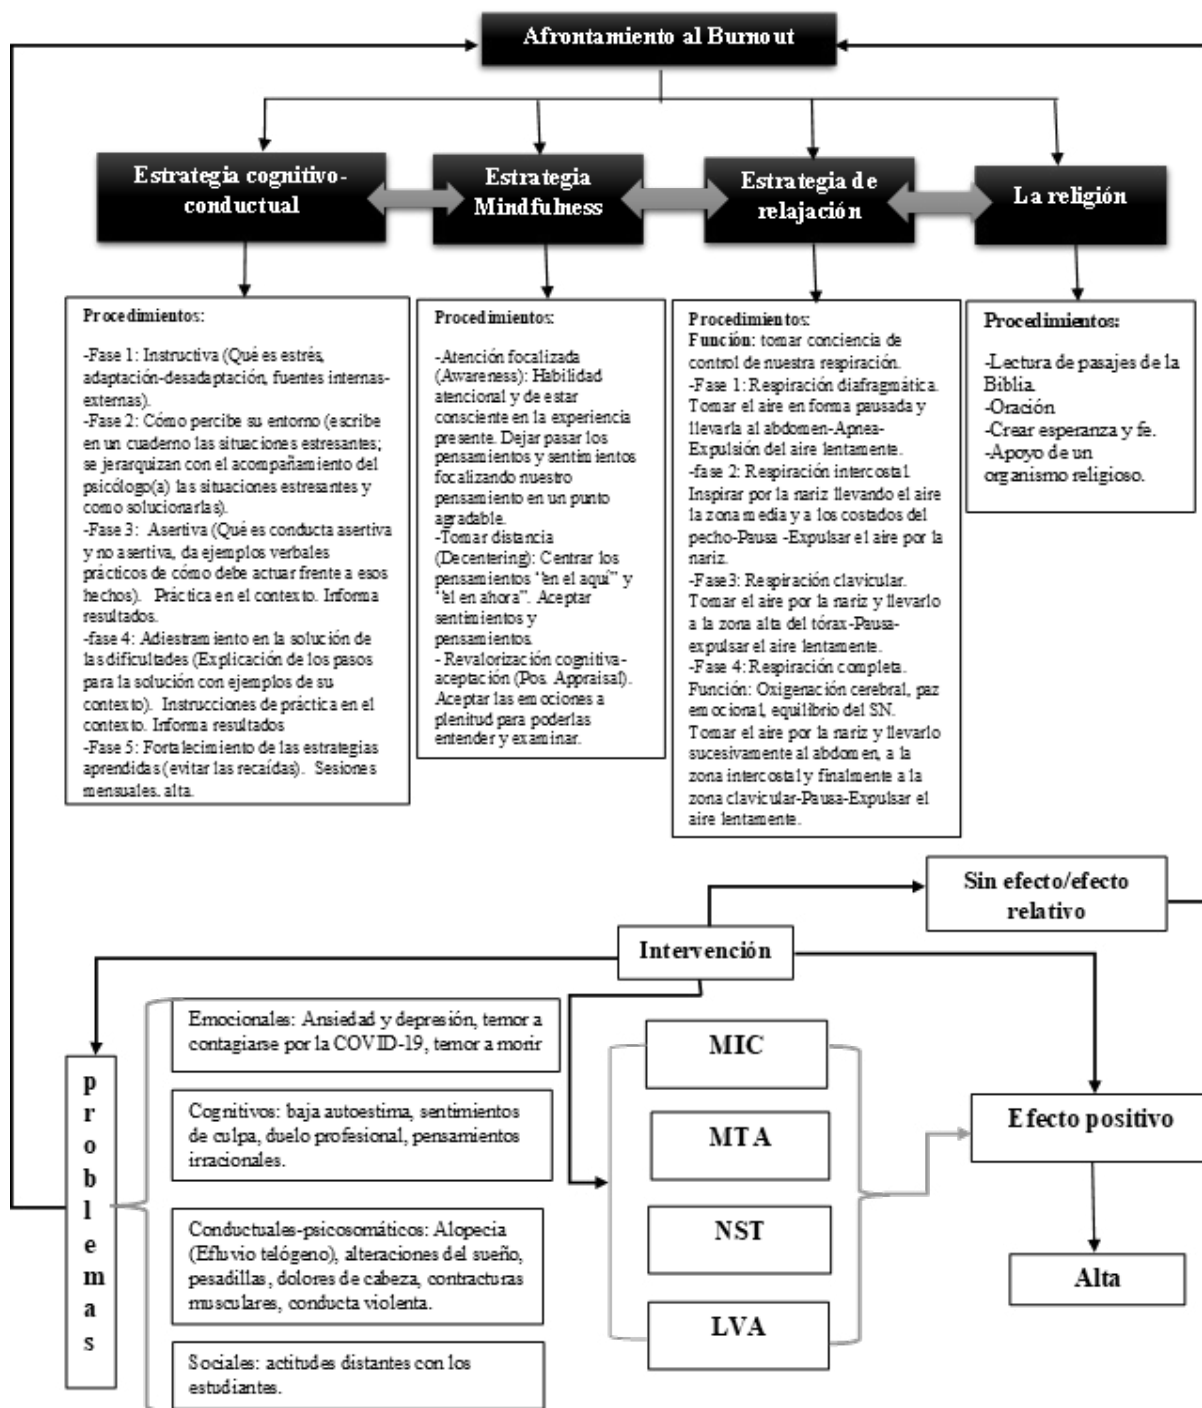 Afrontamiento al Burnout
Estrategia cognitivo-
conductual
Estrategia
Mindfulness
Estrategia de
relajación
La religión
Procedimientos:
-Fase 1: Instructiva (Qué es estrés,
adaptación-desadaptación, fuentes internas-
externas).
-Fase 2: Cómo percibe su entorno (escribe
en un cuaderno las situaciones estresantes;
se jerarquizan con el acompañamiento del
psicólogo(a) las situaciones estresantes y
como solucionarlas).
-Fase 3:  Asertiva (Qué es conducta asertiva
y no asertiva, da ejemplos verbales
prácticos de cómo debe actuar frente a esos
hechos).  Práctica en el contexto. Informa
resultados.
-fase 4: Adiestramiento en la solución de
las dificultades (Explicación de los pasos
para la solución con ejemplos de su
contexto).  Instrucciones de práctica en el
contexto. Informa resultados
-Fase 5: Fortalecimiento de las estrategias
aprendidas (evitar las recaídas).  Sesiones
mensuales. alta.
Procedimientos:
-Atención focalizada
(Awareness): Habilidad
atencional y de estar
consciente en la experiencia
presente. Dejar pasar los
pensamientos y sentimientos
focalizando nuestro
pensamiento en un punto
agradable.
-Tomar distancia
(Decentering): Centrar los
pensamientos "en el aquí" y
"el en ahora". Aceptar
sentimientos y
pensamientos.
- Revalorización cognitiva-
aceptación (Pos. Appraisal).
Aceptar las emociones a
plenitud para poderlas
entender y examinar.
Procedimientos:
Función: tomar conciencia de
control de nuestra respiración.
-Fase 1: Respiración diafragmática.
Tomar el aire en forma pausada y
llevarla al abdomen-Apnea-
Expulsión del aire lentamente.
-fase 2: Respiración intercostal.
Inspirar por la nariz llevando el aire
la zona media y a los costados del
pecho-Pausa -Expulsar el aire por la
nariz.
-Fase3: Respiración clavicular.
Tomar el aire por la nariz y llevarlo
a la zona alta del tórax-Pausa-
expulsar el aire lentamente.
-Fase 4: Respiración completa.
Función: Oxigenación cerebral, paz
emocional, equilibrio del SN.
Tomar el aire por la nariz y llevarlo
sucesivamente al abdomen, a la
zona intercostal y finalmente a la
zona clavicular-Pausa-Expulsar el
aire lentamente.
Procedimientos:
-Lectura de pasajes de la
Biblia.
-Oración
-Crear esperanza y fe.
-Apoyo de un
organismo religioso.
Sin efecto/efecto
relativo
Intervención
problemas
Emocionales: Ansiedad y depresión, temor a
contagiarse por la COVID-19, temor a morir
Cognitivos: baja autoestima, sentimientos
de culpa, duelo profesional, pensamientos
irracionales.
Conductuales-psicosomáticos: Alopecia
(Efluvio telógeno), alteraciones del sueño,
pesadillas, dolores de cabeza, contracturas
musculares, conducta violenta.
Sociales: actitudes distantes con los
estudiantes.
MIC
MTA
NST
LVA
Efecto positivo
Alta